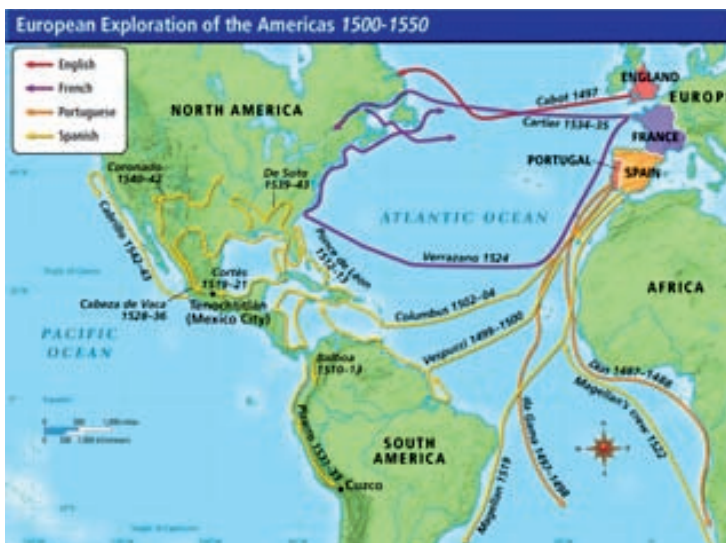 European Exploration of the Americas 1500-1550
English
French
Portuguese
Spanish
NORTH AMERICA
ENGLAND
EUROPE
Cabot 1497
Cartier 1534–35
FRANCE
PORTUGAL
SPAIN
Coronado
1540–42
De Soto
1539–43
ATLANTIC OCEAN
Cabrillo 1542–43
Ponce de León
1512–13
Verrazano 1524
Cortés
1519–21
AFRICA
Cabeza de Vaca
1528–36
Tenochtitlán
(Mexico City)
Columbus 1502–04
PACIFIC
OCEAN
Vespucci 1499–1500
Balboa
1510–13
Dias 1487–1488
Magellan's crew 1522
da Gama 1497–1498
Pizarro 1531–33
SOUTH
AMERICA
Cuzco
Magellan 1519